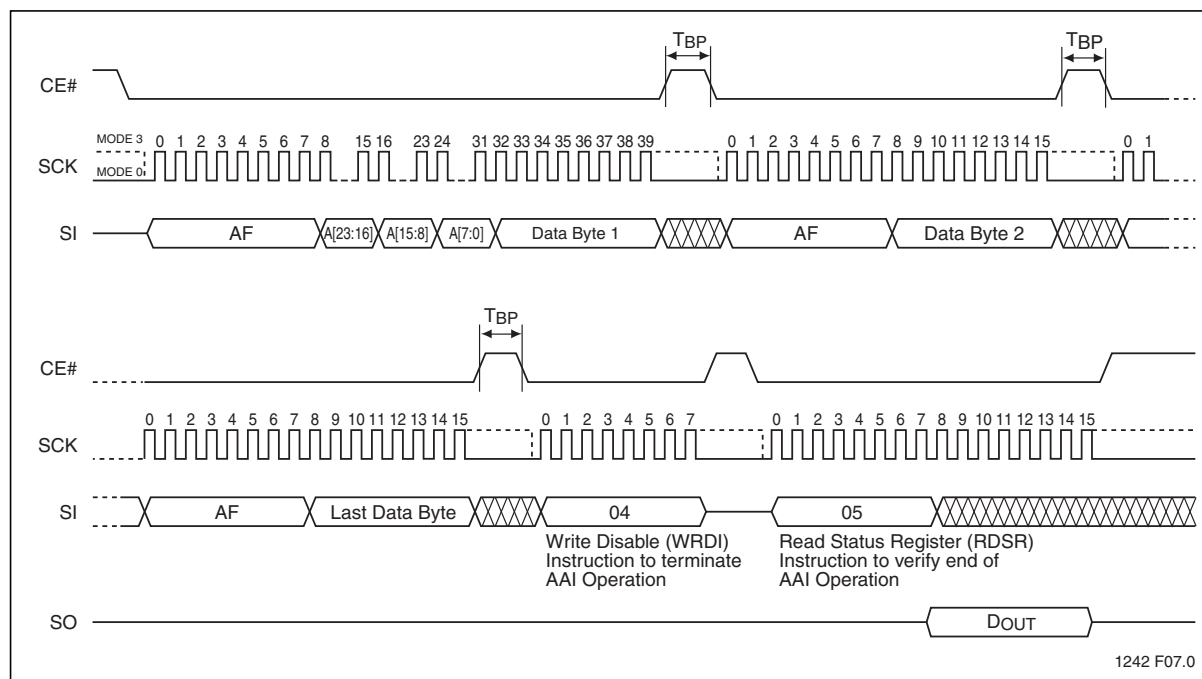 TBP TBP
CE#
MODE 3 0 1 2 3 4 5 6 7 8 15 16 23 24 31 32 33 34 35 36 37 38 39 0 1 2 3 4 5 6 7 8 9 10 11 12 13 14 15 0 1
SCK
MODE 0
SI AF A[23:16] A[15:8] A[7:0] Data Byte 1 AF Data Byte 2
TBP
CE#
0 1 2 3 4 5 6 7 8 9 10 11 12 13 14 15 0 1 2 3 4 5 6 7 0 1 2 3 4 5 6 7 8 9 10 11 12 13 14 15
SCK
SI AF Last Data Byte 04 05
Write Disable (WRDI)
Instruction to terminate
AAI Operation
Read Status Register (RDSR)
Instruction to verify end of
AAI Operation
SO DOUT
1242 F07.0